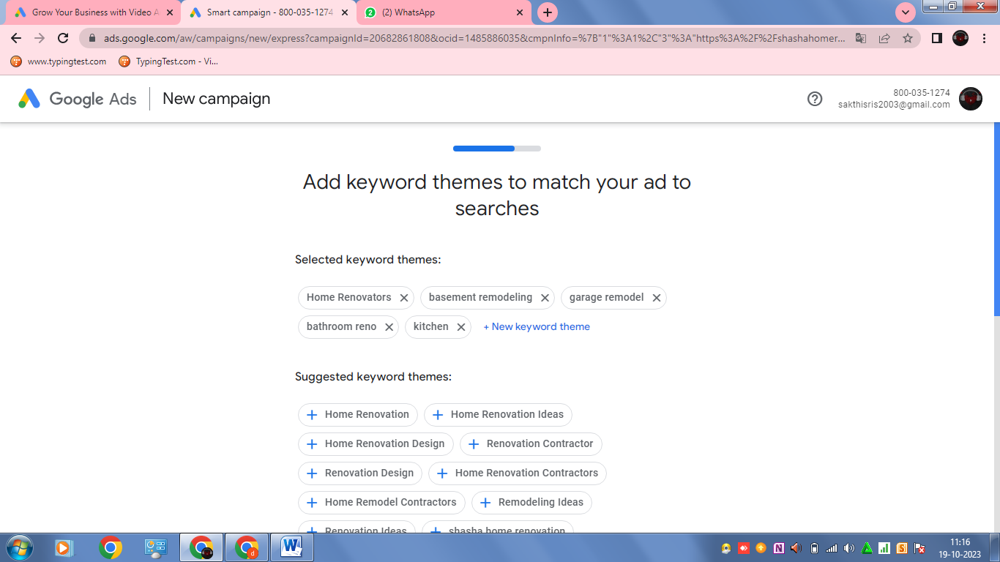 Grow Your Business with Video A
Smart campaign - 800-035-1274
(2) WhatsApp
ads.google.com/aw/campaigns/new/express?campaignId=20682861808&ocid=1485886035&cmpnInfo=%7B"1"%3A1%2C"3"%3A"https%3A%2F%2Fshashahomer...
www.typingtest.com
TypingTest.com - Vi...
Google Ads
New campaign
800-035-1274
sakthisris2003@gmail.com
Add keyword themes to match your ad to
searches
Selected keyword themes:
Home Renovators
basement remodeling
garage remodel
bathroom reno
kitchen
+ New keyword theme
Suggested keyword themes:
Home Renovation
Home Renovation Ideas
Home Renovation Design
Renovation Contractor
Renovation Design
Home Renovation Contractors
Home Remodel Contractors
Remodeling Ideas
Renovation Ideas
shasha home renovation
11:16
19-10-2023